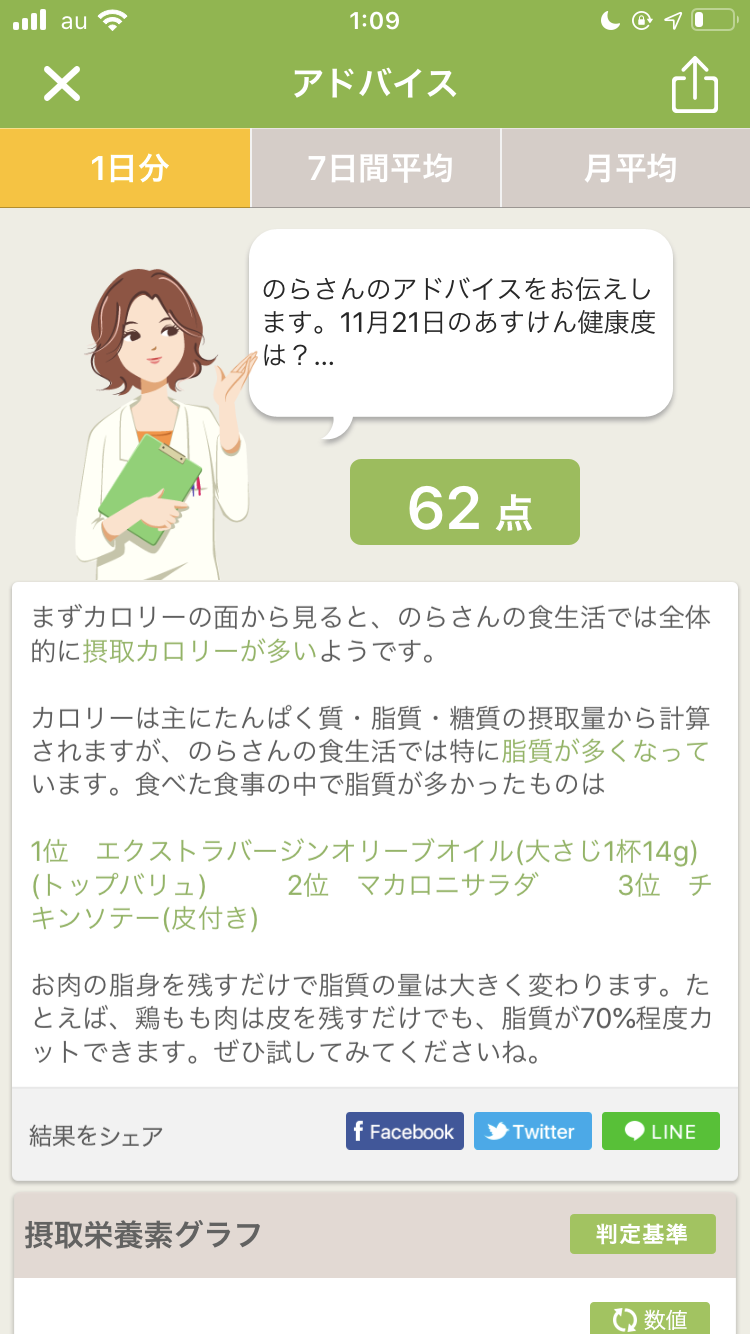 au 1:09
アドバイス
1日分 7日間平均 月平均
のらさんのアドバイスをお伝えし
ます。11月21日のあすけん健康度
は？...
62 点
まずカロリーの面から見ると、のらさんの食生活では全体
的に摂取カロリーが多いようです。
カロリーは主にたんぱく質・脂質・糖質の摂取量から計算
されますが、のらさんの食生活では特に脂質が多くなって
います。食べた食事の中で脂質が多かったものは
1位　エクストラバージンオリーブオイル(大さじ1杯14g)
(トップバリュ)　　　2位　マカロニサラダ　　　3位　チ
キンソテー(皮付き)
お肉の脂身を残すだけで脂質の量は大きく変わります。た
とえば、鶏もも肉は皮を残すだけでも、脂質が70%程度カ
ットできます。ぜひ試してみてくださいね。
結果をシェア Facebook Twitter LINE
摂取栄養素グラフ 判定基準
数値